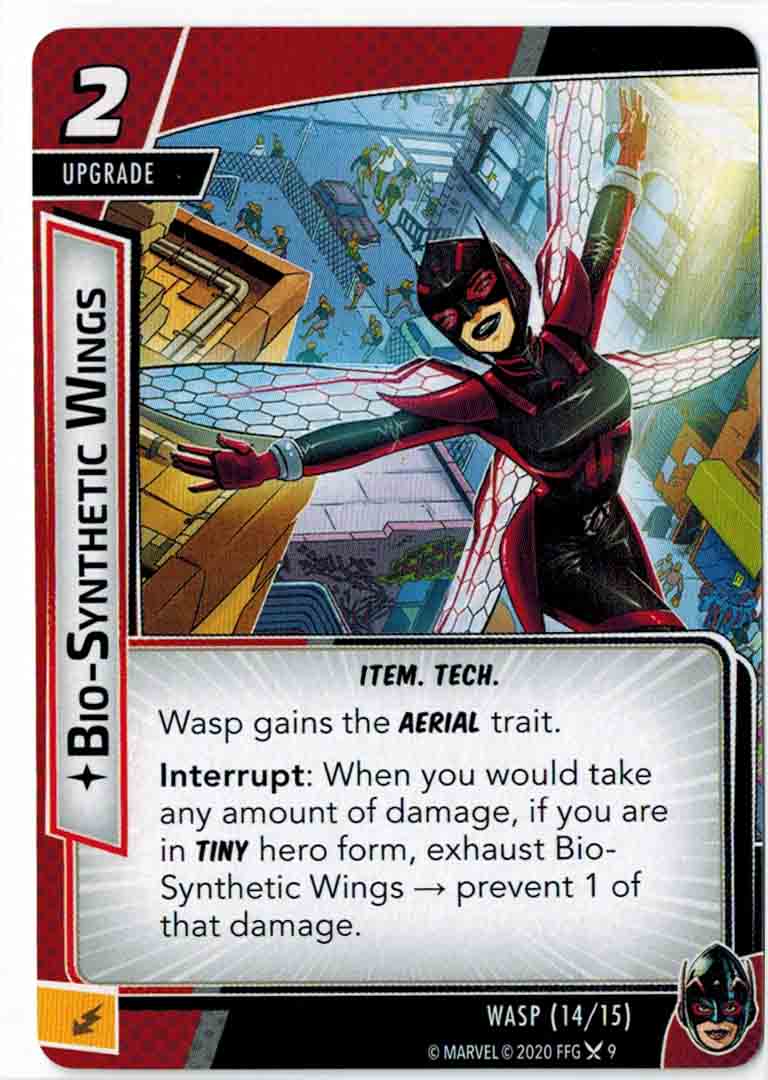 2
UPGRADE
BIO-SYNTHETIC WINGS
ITEM. TECH.
Wasp gains the AERIAL trait.
Interrupt: When you would take
any amount of damage, if you are
in TINY hero form, exhaust Bio-
Synthetic Wings → prevent 1 of
that damage.
WASP (14/15)
© MARVEL © 2020 FFG 9